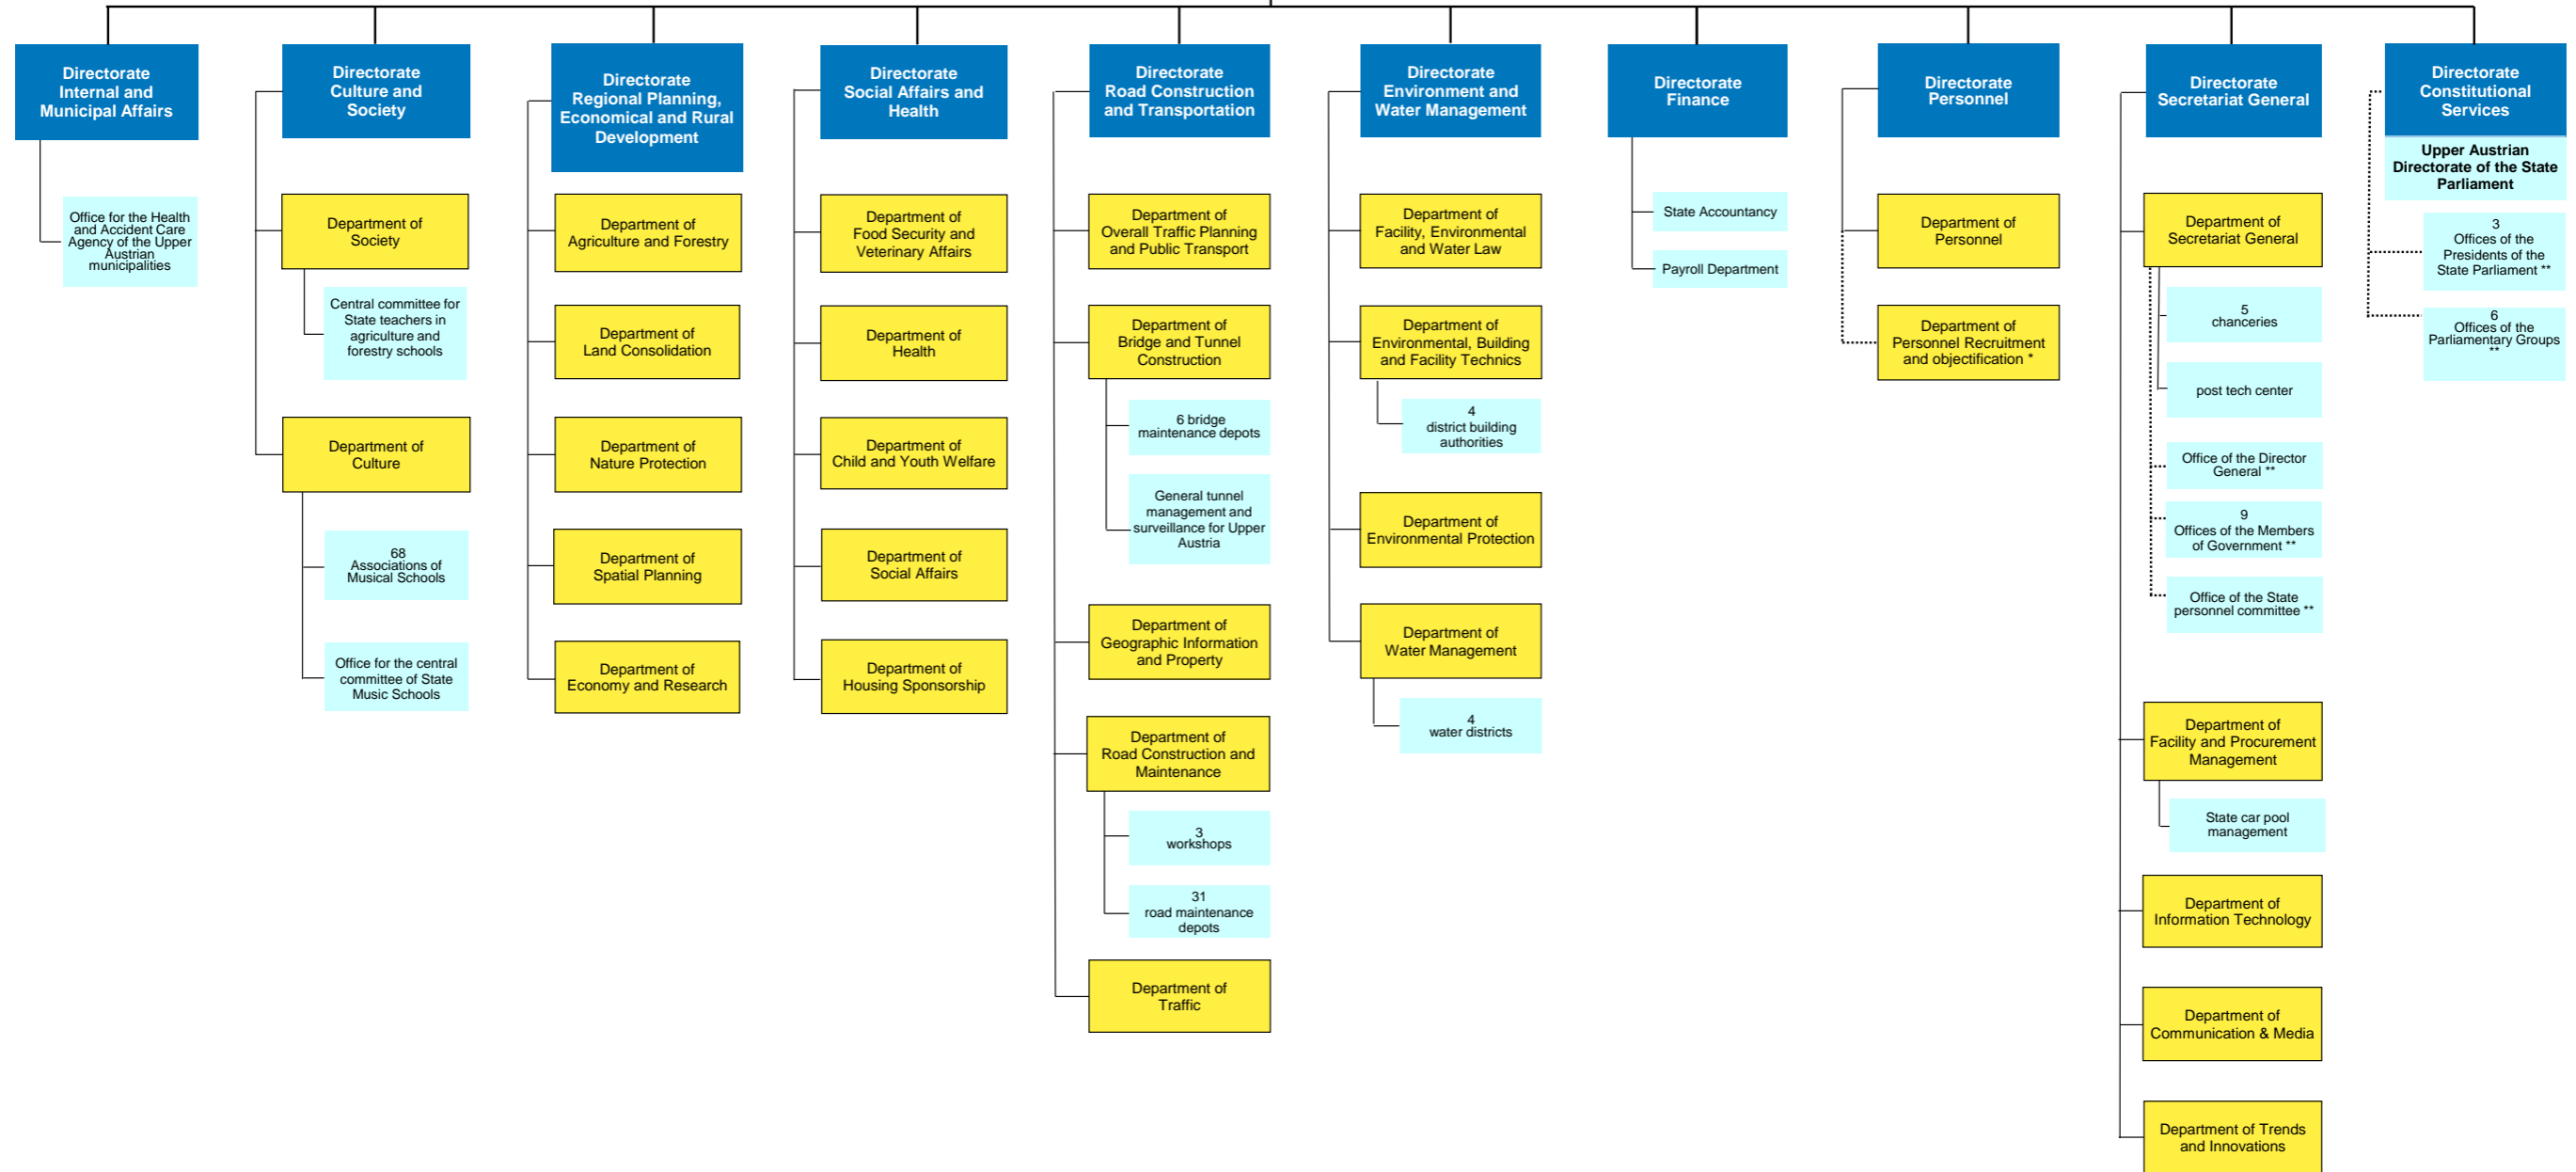 Directorate
Internal and
Municipal Affairs
Office for the Health
and Accident Care
Agency of the Upper
Austrian
municipalities
Directorate
Culture and
Society
Department of
Society
Central committee for
State teachers in
agriculture and
forestry schools
Department of
Culture
68
Associations of
Musical Schools
Office for the central
committee of State
Music Schools
Directorate
Regional Planning,
Economical and Rural
Development
Department of
Agriculture and Forestry
Department of
Land Consolidation
Department of
Nature Protection
Department of
Spatial Planning
Department of
Economy and Research
Directorate
Social Affairs and
Health
Department of
Food Security and
Veterinary Affairs
Department of
Health
Department of
Child and Youth Welfare
Department of
Social Affairs
Department of
Housing Sponsorship
Directorate
Road Construction
and Transportation
Department of
Overall Traffic Planning
and Public Transport
Department of
Bridge and Tunnel
Construction
6 bridge
maintenance depots
General tunnel
management and
surveillance for Upper
Austria
Department of
Geographic Information
and Property
Department of
Road Construction and
Maintenance
3
workshops
31
road maintenance
depots
Department of
Traffic
Directorate
Environment and
Water Management
Department of
Facility, Environmental
and Water Law
Department of
Environmental, Building
and Facility Technics
4
district building
authorities
Department of
Environmental Protection
Department of
Water Management
4
water districts
Directorate
Finance
State Accountancy
Payroll Department
Directorate
Personnel
Department of
Personnel
Department of
Personnel Recruitment
and objectification *
Directorate
Secretariat General
Department of
Secretariat General
5
chanceries
post tech center
Office of the Director
General **
9
Offices of the Members
of Government **
Office of the State
personnel committee **
Department of
Facility and Procurement
Management
State car pool
management
Department of
Information Technology
Department of
Communication & Media
Department of Trends
and Innovations
Directorate
Constitutional
Services
Upper Austrian
Directorate of the State
Parliament
3
Offices of the
Presidents of the
State Parliament **
6
Offices of the
Parliamentary Groups
**